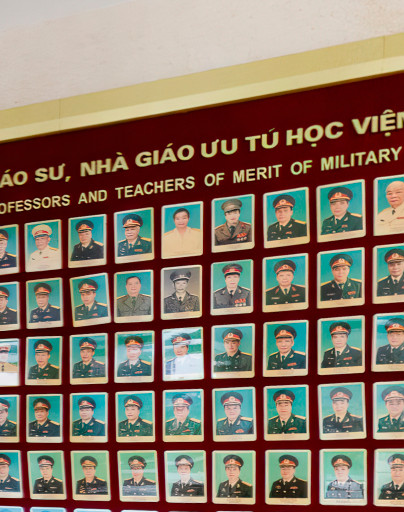 ÁO SƯ, NHÀ GIÁO ƯU TÚ HỌC VIỆN
OFESSORS AND TEACHERS OF MERIT OF MILITARY